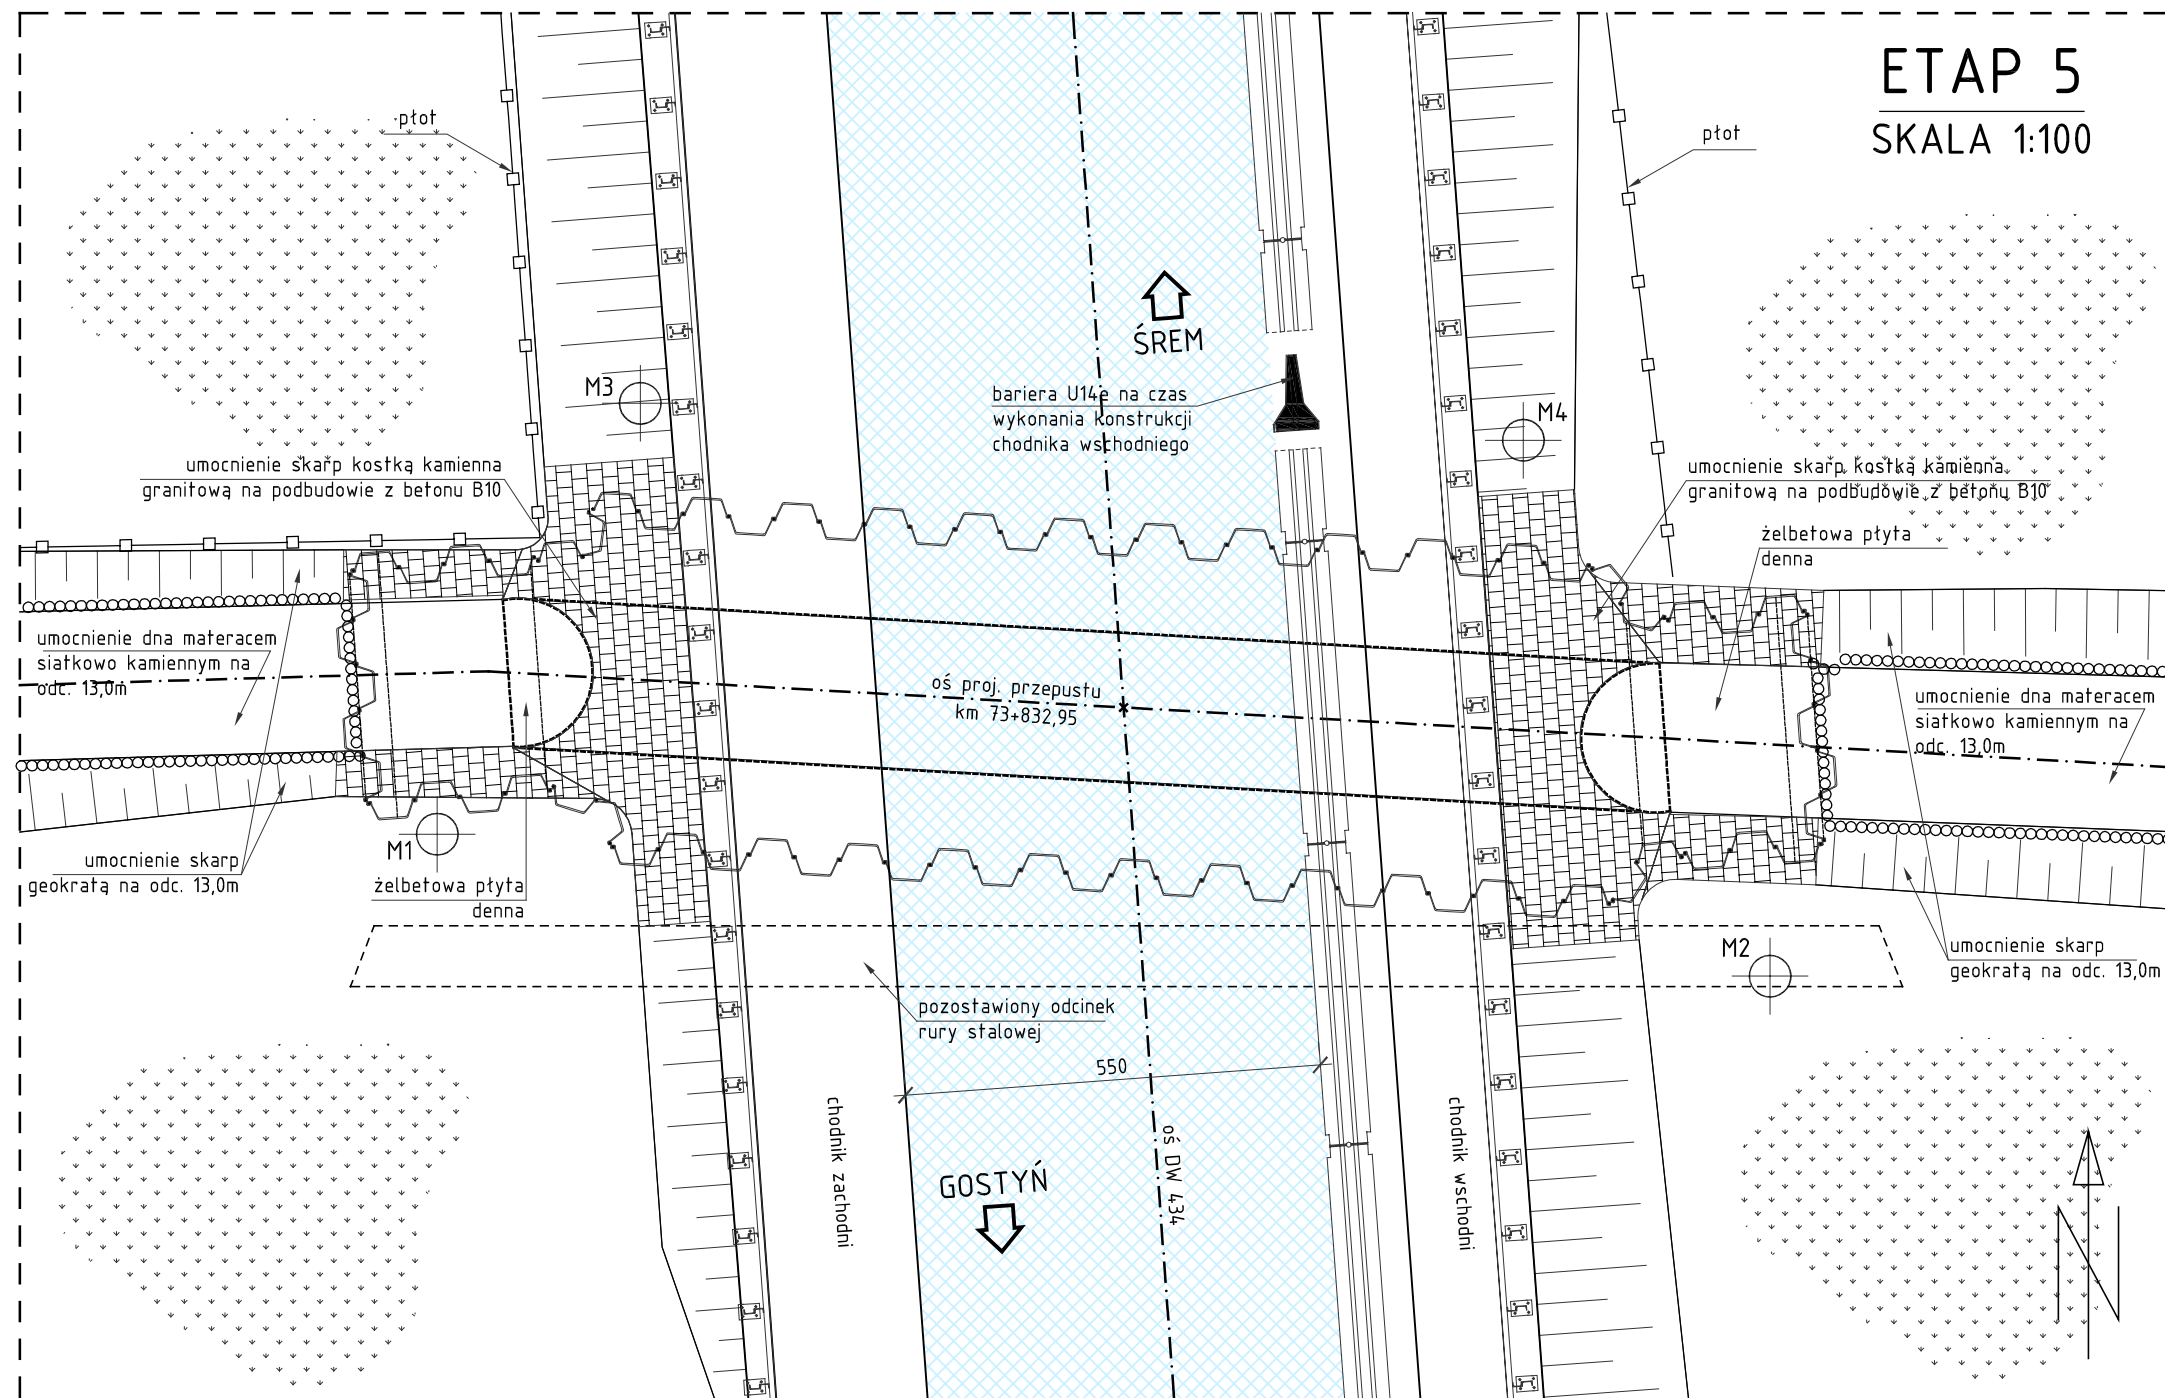 ETAP 5
SKALA 1:100
płot
płot
ŚREM
bariera U14e na czas
wykonania konstrukcji
chodnika wschodniego
M3
M4
umocnienie skarp kostką kamienna
granitową na podbudowie z betonu B10
umocnienie skarp kostką kamienna
granitową na podbudowie z betonu B10
żelbetowa płyta
denna
umocnienie dna materacem
siatkowo kamiennym na
odc. 13,0m
oś proj. przepustu
km 73+832,95
umocnienie dna materacem
siatkowo kamiennym na
odc. 13,0m
M1
umocnienie skarp
geokratą na odc. 13,0m
żelbetowa płyta
denna
M2
umocnienie skarp
geokratą na odc. 13,0m
pozostawiony odcinek
rury stalowej
550
chodnik zachodni
oś DW 434
chodnik wschodni
GOSTYŃ
N